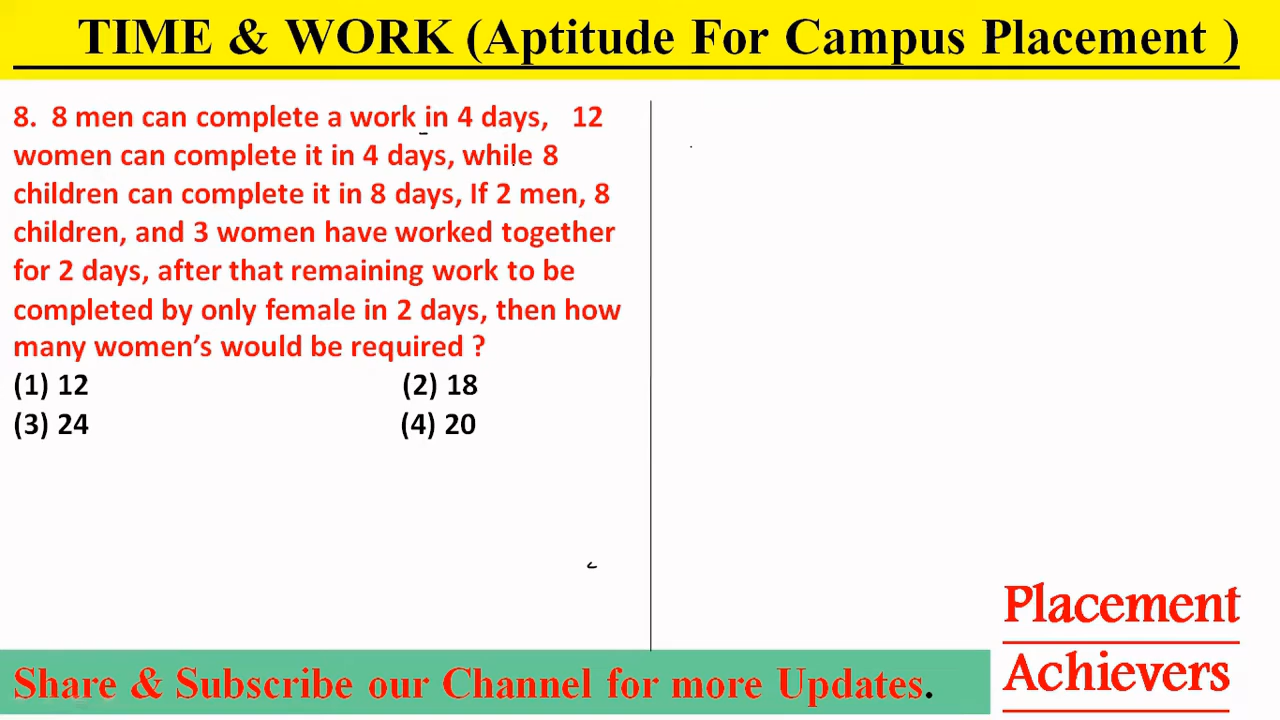 TIME & WORK (Aptitude For Campus Placement )
8. 8 men can complete a work in 4 days, 12
women can complete it in 4 days, while 8
children can complete it in 8 days, If 2 men, 8
children, and 3 women have worked together
for 2 days, after that remaining work to be
completed by only female in 2 days, then how
many women's would be required ?
(1) 12 (2) 18
(3) 24 (4) 20
Placement
Achievers
Share & Subscribe our Channel for more Updates.